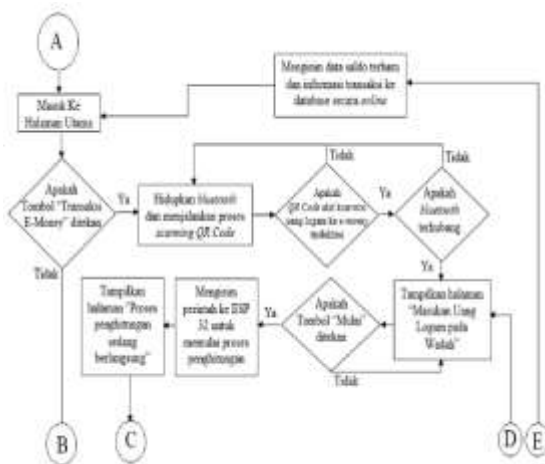 A
Mengirim data saldo terbaru
dan informasi transaksi ke
database secara online
Masuk Ke
Halaman Utama
Tidak
Tidak
Apakah
Tombol "Transaksi
E-Money" ditekan
Ya
Hidupkan bluetooth
dan menjalankan proses
scanning QR Code
Apakah
QR Code alat konversi
uang logam ke e-money
terdeteksi
Ya
Apakah
bluetooth
terhubung
Tidak
Ya
Tampilkan halaman
"Proses
penghitungan
sedang
berlangsung"
Mengirim
perintah ke ESP
32 untuk
memulai proses
penghitungan
Ya
Apakah
Tombol "Mulai"
ditekan
Tampilkan halaman
"Masukan Uang
Logam pada
Wadah"
Tidak
B
C
D
E